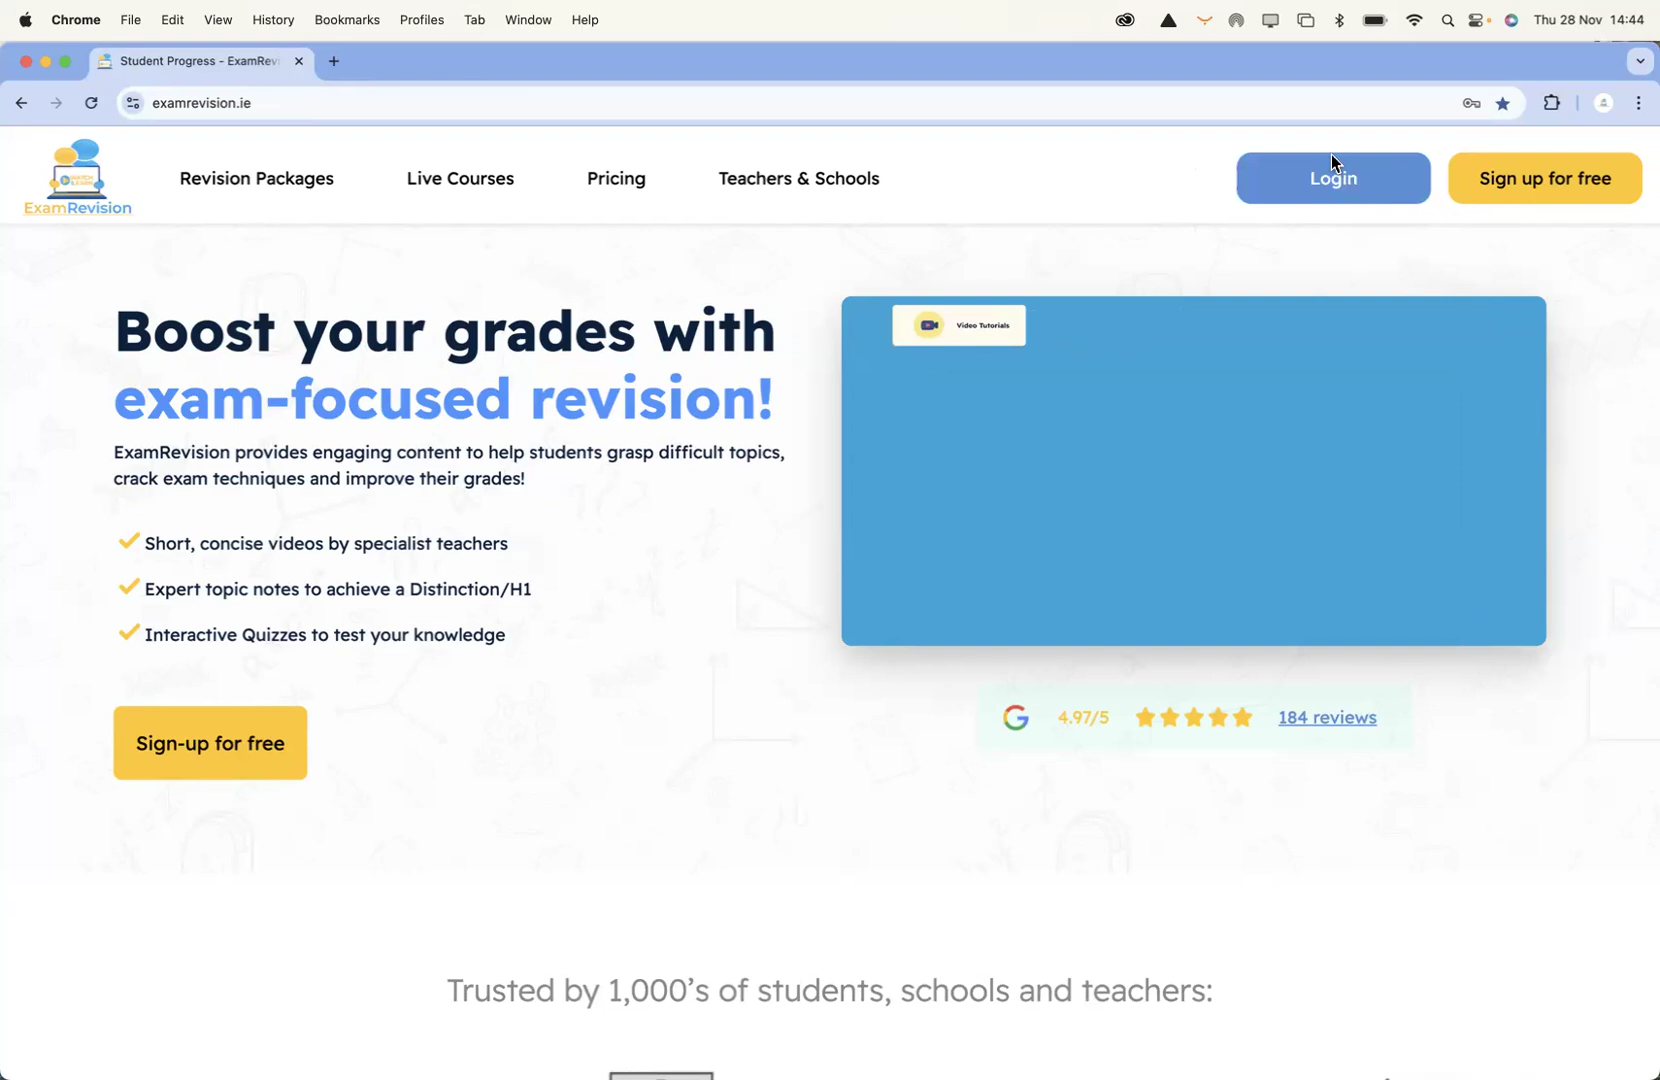 Chrome File Edit View History Bookmarks Profiles Tab Window Help Thu 28 Nov 14:44
Student Progress - ExamRev
examrevision.ie
ExamRevision
Revision Packages Live Courses Pricing Teachers & Schools Login Sign up for free
Boost your grades with
exam-focused revision!
ExamRevision provides engaging content to help students grasp difficult topics,
crack exam techniques and improve their grades!
Short, concise videos by specialist teachers
Expert topic notes to achieve a Distinction/H1
Interactive Quizzes to test your knowledge
Sign-up for free
Video Tutorials
4.97/5 184 reviews
Trusted by 1,000’s of students, schools and teachers: